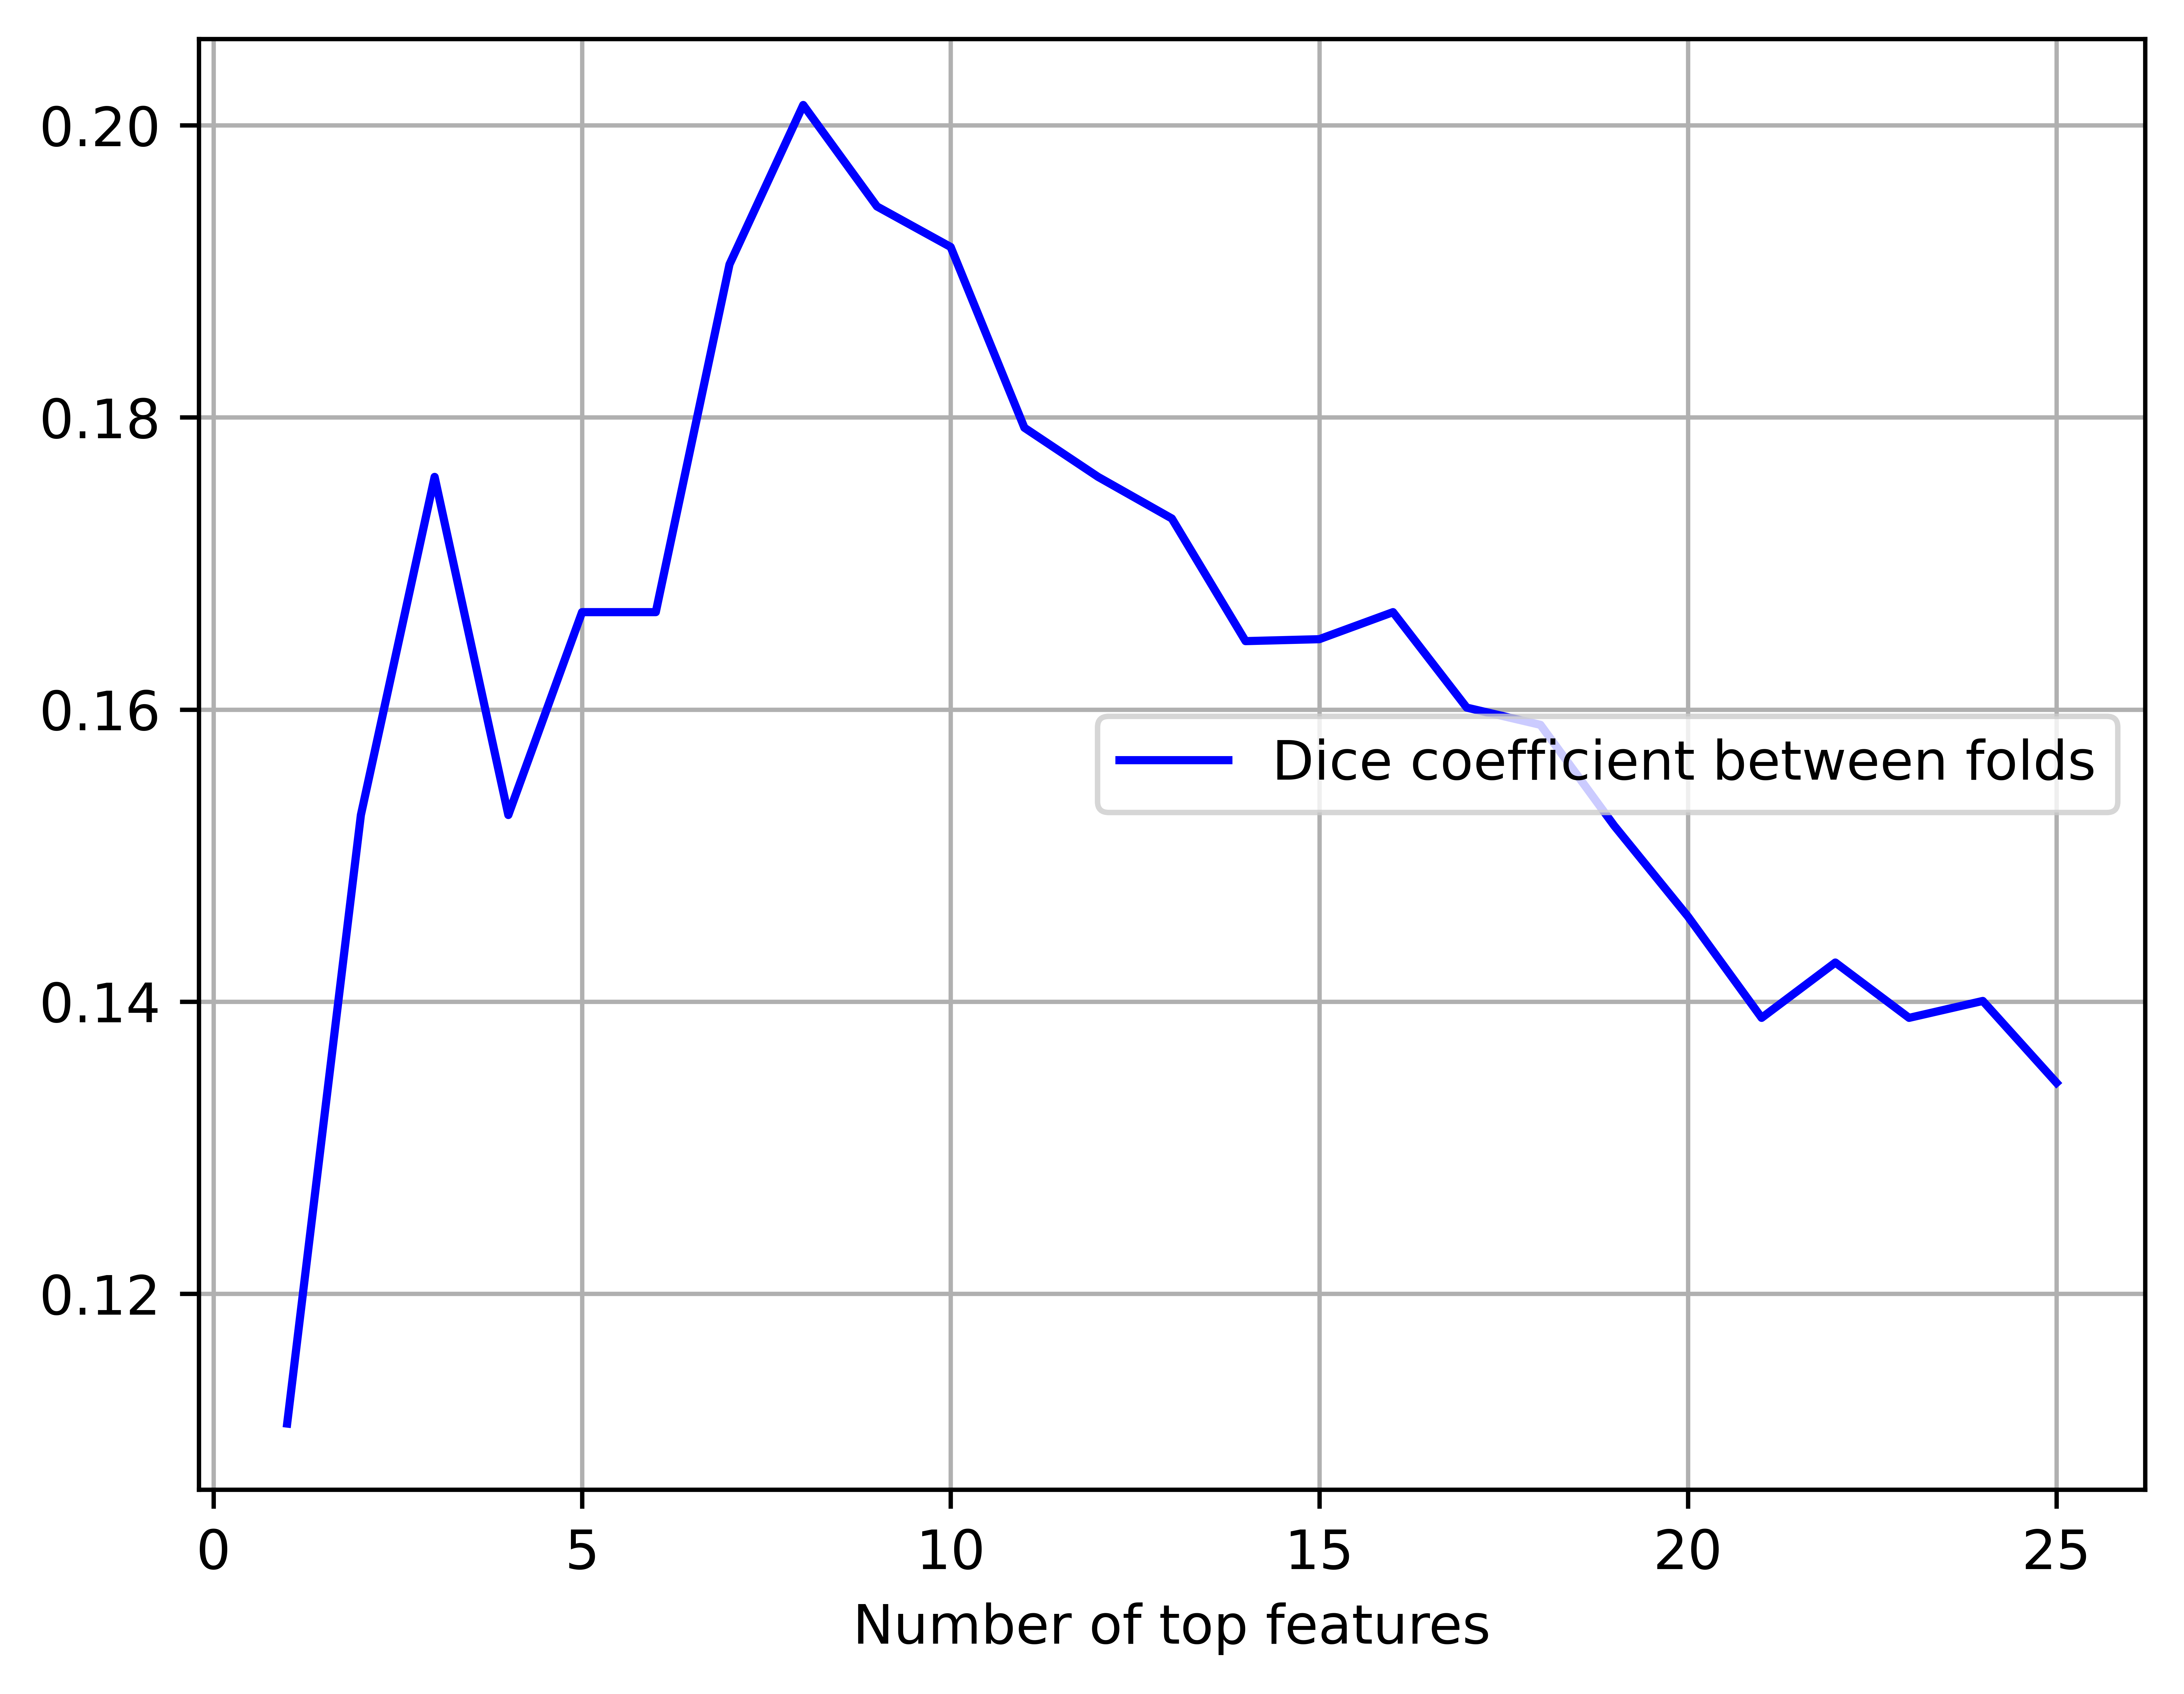 0.20
0.18
0.16
0.14
0.12
Dice coefficient between folds
0 5 10 15 20 25
Number of top features